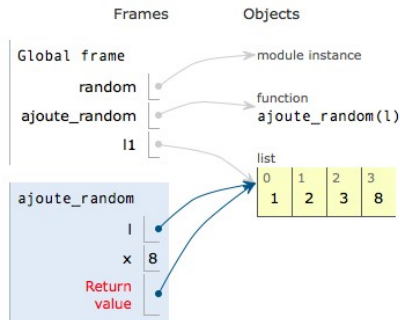 Frames Objects
Global frame
module instance
random
function
ajoute_random
ajoute_random(l)
l1
list
0 1 2 3
1 2 3 8
ajoute_random
l
x 8
Return
value